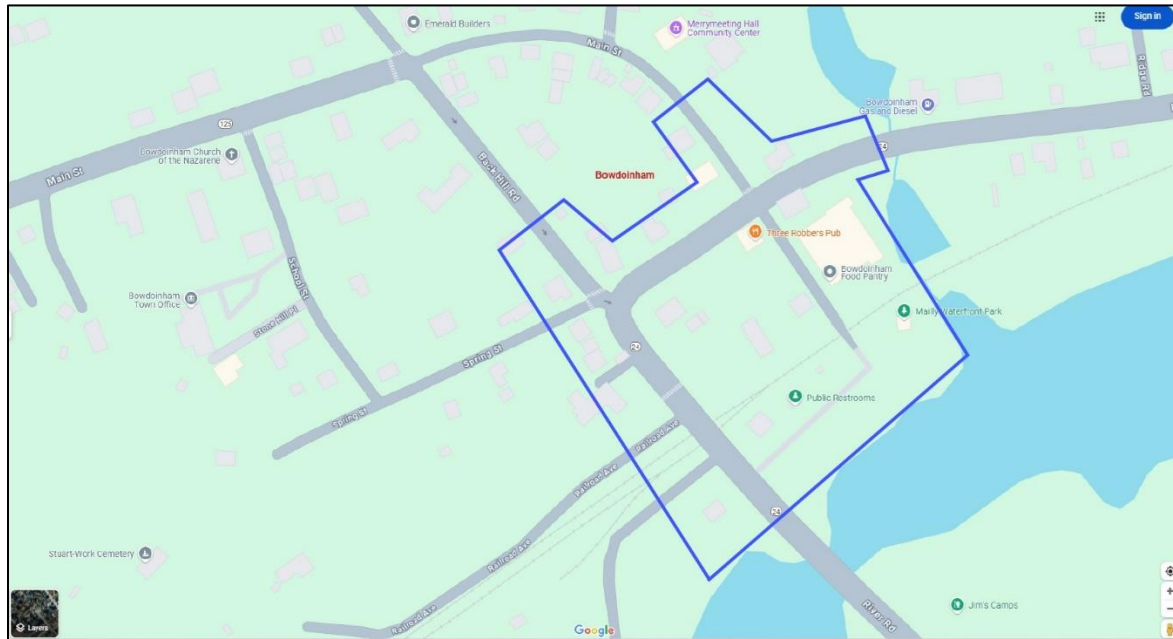 Sign in
Emerald Builders
Merrymeeting Hall
Community Center
Main St
Ridge Rd
Bowdoinham
Gas and Diesel
125
24
Bowdoinham Church
of the Nazarene
Main St
Back Hill Rd
Bowdoinham
Three Robbers Pub
Bowdoinham
Food Pantry
School St
Bowdoinham
Town Office
Stone Hill Pl
Mailly Waterfront Park
Spring St
24
Spring St
Public Restrooms
Railroad Ave
Railroad Ave
24
Railroad Ave
Stuart-Work Cemetery
Railroad Ave
River Rd
Jim's Camps
Layers
Google